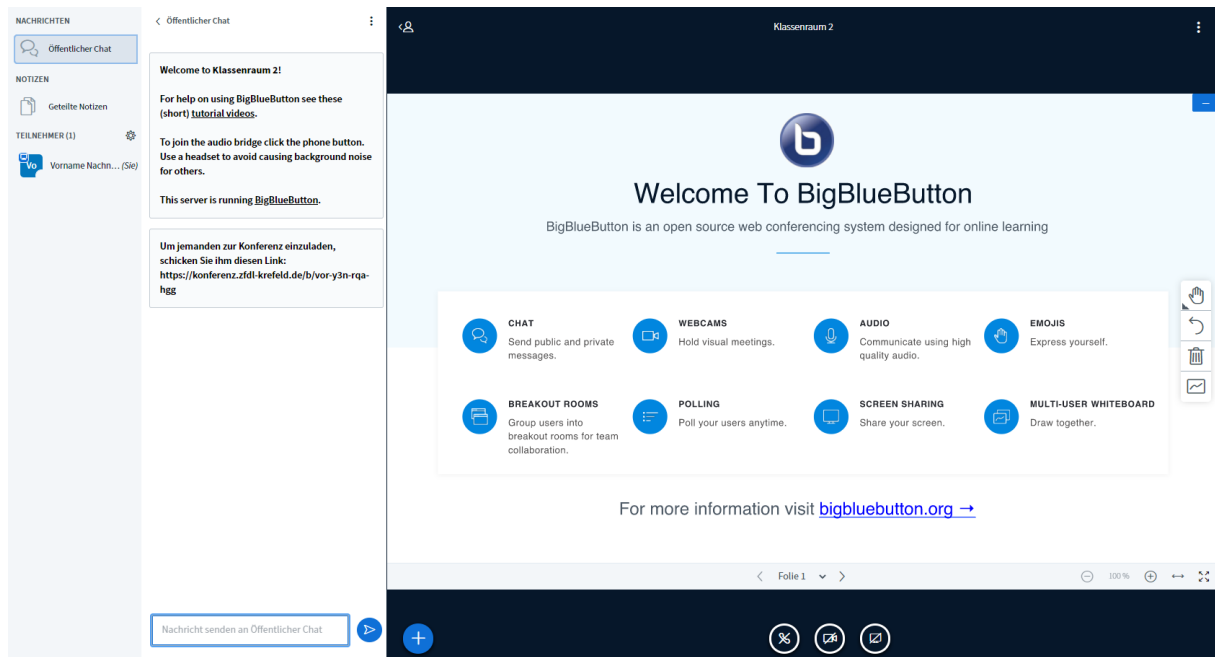 NACHRICHTEN
Öffentlicher Chat
NOTIZEN
Geteilte Notizen
TEILNEHMER (1)
Vo
Vorname Nachn... (Sie)
Öffentlicher Chat
Welcome to Klassenraum 2!
For help on using BigBlueButton see these
(short) tutorial videos.
To join the audio bridge click the phone button.
Use a headset to avoid causing background noise
for others.
This server is running BigBlueButton.
Um jemanden zur Konferenz einzuladen,
schicken Sie ihm diesen Link:
https://konferenz.zfdl-krefeld.de/b/vor-y3n-rqa-
hgg
Nachricht senden an Öffentlicher Chat
Klassenraum 2
b
Welcome To BigBlueButton
BigBlueButton is an open source web conferencing system designed for online learning
CHAT
Send public and private
messages.
WEBCAMS
Hold visual meetings.
AUDIO
Communicate using high
quality audio.
EMOJIS
Express yourself.
BREAKOUT ROOMS
Group users into
breakout rooms for team
collaboration.
POLLING
Poll your users anytime.
SCREEN SHARING
Share your screen.
MULTI-USER WHITEBOARD
Draw together.
For more information visit bigbluebutton.org →
Folie 1
100 %